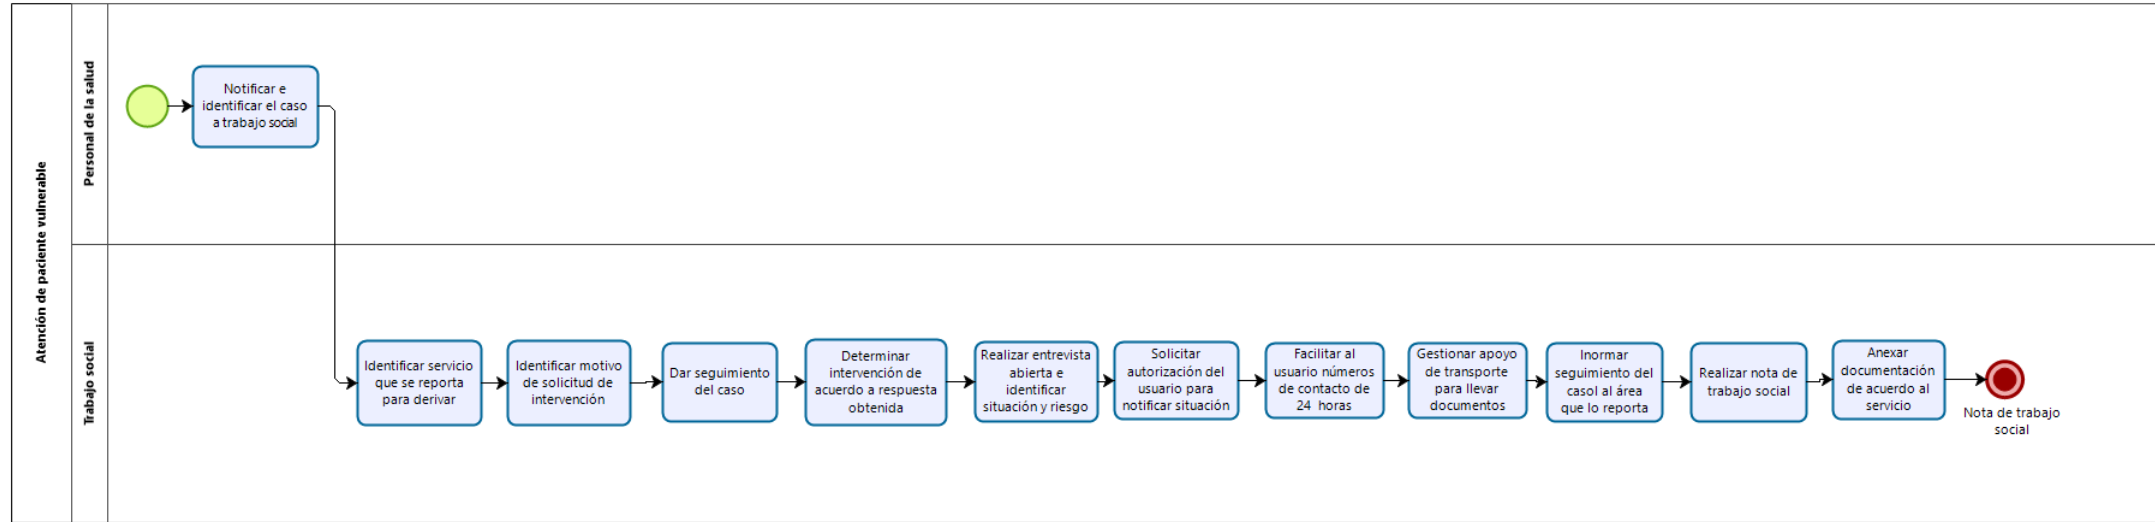 Atención de paciente vulnerable
Personal de la salud
Notificar e
identificar el caso
a trabajo social
Trabajo social
Identificar servicio
que se reporta
para derivar
Identificar motivo
de solicitud de
intervención
Dar seguimiento
del caso
Determinar
intervención de
acuerdo a respuesta
obtenida
Realizar entrevista
abierta e
identificar
situación y riesgo
Solicitar
autorización del
usuario para
notificar situación
Facilitar al
usuario números
de contacto de
24 horas
Gestionar apoyo
de transporte
para llevar
documentos
Inormar
seguimiento del
casol al área
que lo reporta
Realizar nota de
trabajo social
Anexar
documentación
de acuerdo al
servicio
Nota de trabajo
social